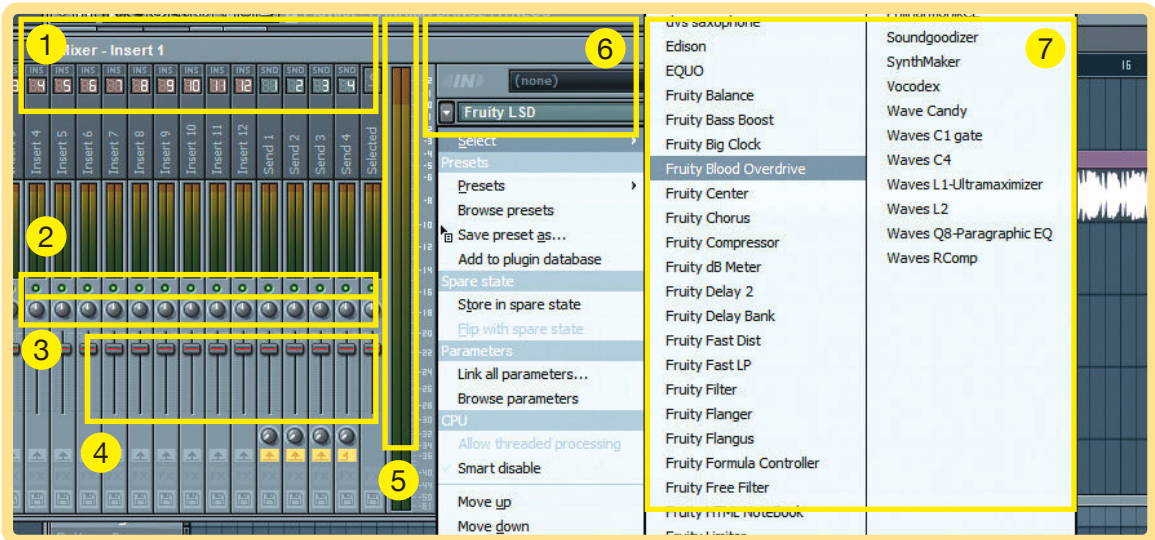 1
Mixer - Insert 1
INS INS INS INS INS INS INS INS INS SND SND SND SND
4 5 6 7 8 9 10 11 12 1 2 3 4
Insert 4
Insert 5
Insert 6
Insert 7
Insert 8
Insert 9
Insert 10
Insert 11
Insert 12
Send 1
Send 2
Send 3
Send 4
Selected
2
3
4
5
6
IN
(none)
Fruity LSD
Select
Presets
Presets
Browse presets
Save preset as...
Add to plugin database
Spare state
Store in spare state
Flip with spare state
Parameters
Link all parameters...
Browse parameters
CPU
Allow threaded processing
Smart disable
Move up
Move down
7
dvs saxophone
Edison
EQUO
Fruity Balance
Fruity Bass Boost
Fruity Big Clock
Fruity Blood Overdrive
Fruity Center
Fruity Chorus
Fruity Compressor
Fruity dB Meter
Fruity Delay 2
Fruity Delay Bank
Fruity Fast Dist
Fruity Fast LP
Fruity Filter
Fruity Flanger
Fruity Flangus
Fruity Formula Controller
Fruity Free Filter
Fruity HTML Notebook
Soundgoodizer
SynthMaker
Vocodex
Wave Candy
Waves C1 gate
Waves C4
Waves L1-Ultramaximizer
Waves L2
Waves Q8-Paragraphic EQ
Waves RComp
16